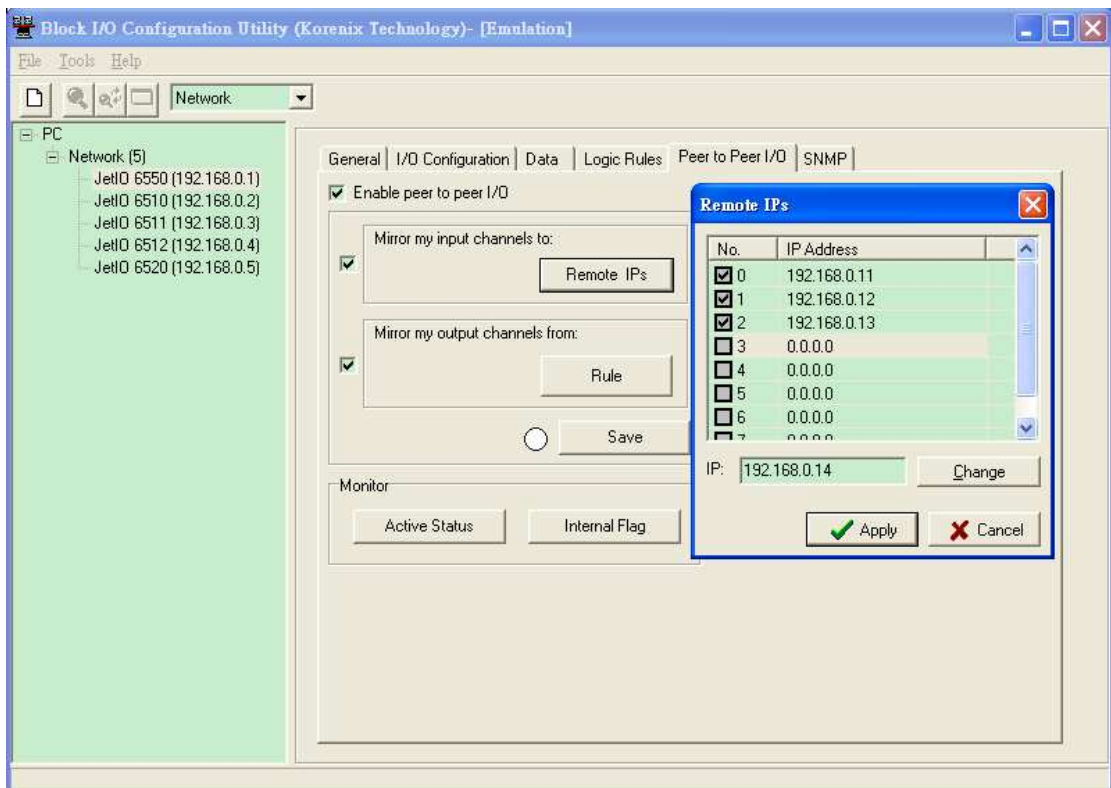 Block I/O Configuration Utility (Korenix Technology)- [Emulation]
File Tools Help
Network
PC
Network (5)
JetIO 6550 (192.168.0.1)
JetIO 6510 (192.168.0.2)
JetIO 6511 (192.168.0.3)
JetIO 6512 (192.168.0.4)
JetIO 6520 (192.168.0.5)
General I/O Configuration Data Logic Rules Peer to Peer I/O SNMP
Enable peer to peer I/O
Mirror my input channels to:
Remote IPs
Mirror my output channels from:
Rule
Save
Monitor
Active Status Internal Flag
Remote IPs
No. IP Address
0 192.168.0.11
1 192.168.0.12
2 192.168.0.13
3 0.0.0.0
4 0.0.0.0
5 0.0.0.0
6 0.0.0.0
7 0.0.0.0
IP: 192.168.0.14 Change
Apply Cancel